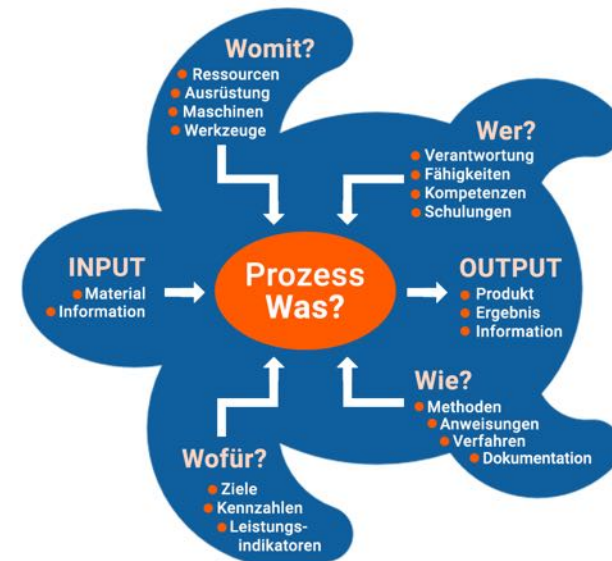 Womit?
Ressourcen
Ausrüstung
Maschinen
Werkzeuge
Wer?
Verantwortung
Fähigkeiten
Kompetenzen
Schulungen
INPUT
Material
Information
Prozess
Was?
OUTPUT
Produkt
Ergebnis
Information
Wofür?
Ziele
Kennzahlen
Leistungs-
indikatoren
Wie?
Methoden
Anweisungen
Verfahren
Dokumentation